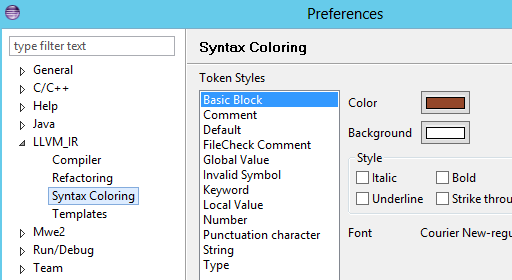 Preferences
type filter text
General
C/C++
Help
Java
LLVM_IR
Compiler
Refactoring
Syntax Coloring
Templates
Mwe2
Run/Debug
Team
Syntax Coloring
Token Styles
Basic Block
Comment
Default
FileCheck Comment
Global Value
Invalid Symbol
Keyword
Local Value
Number
Punctuation character
String
Type
Color
Background
Style
Italic
Bold
Underline
Strike throu
Font
Courier New-regu